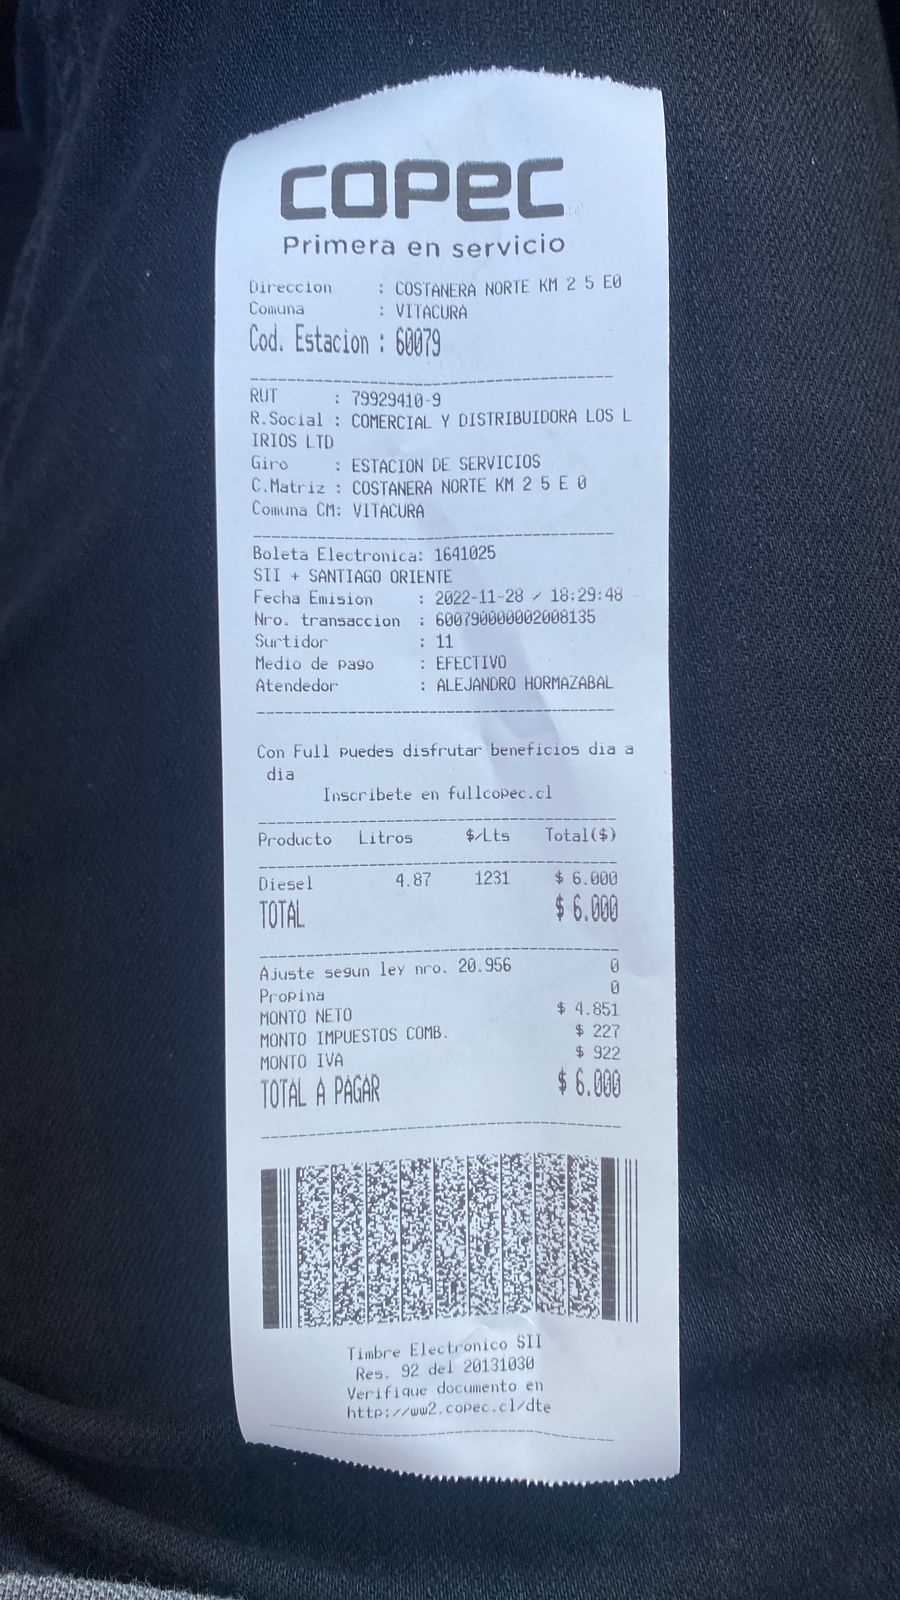 COPEC
Primera en servicio
Direccion : COSTANERA NORTE KM 2 5 E0
Comuna : VITACURA
Cod. Estacion : 60079
RUT : 79929410-9
R.Social : COMERCIAL Y DISTRIBUIDORA LOS L
IRIOS LTD
Giro : ESTACION DE SERVICIOS
C.Matriz : COSTANERA NORTE KM 2 5 E 0
Comuna CM: VITACURA
Boleta Electronica: 1641025
SII + SANTIAGO ORIENTE
Fecha Emision : 2022-11-28 / 18:29:48
Nro. transaccion : 600790000002008135
Surtidor : 11
Medio de pago : EFECTIVO
Atendedor : ALEJANDRO HORMAZABAL
Con Full puedes disfrutar beneficios dia a
dia
Inscribete en fullcopec.cl
Producto Litros $/Lts Total($)
Diesel 4.87 1231 $ 6.000
TOTAL $ 6.000
Ajuste segun ley nro. 20.956 0
Propina 0
MONTO NETO $ 4.851
MONTO IMPUESTOS COMB. $ 227
MONTO IVA $ 922
TOTAL A PAGAR $ 6.000
Timbre Electronico SII
Res. 92 del 20131030
Verifique documento en
http://ww2.copec.cl/dte